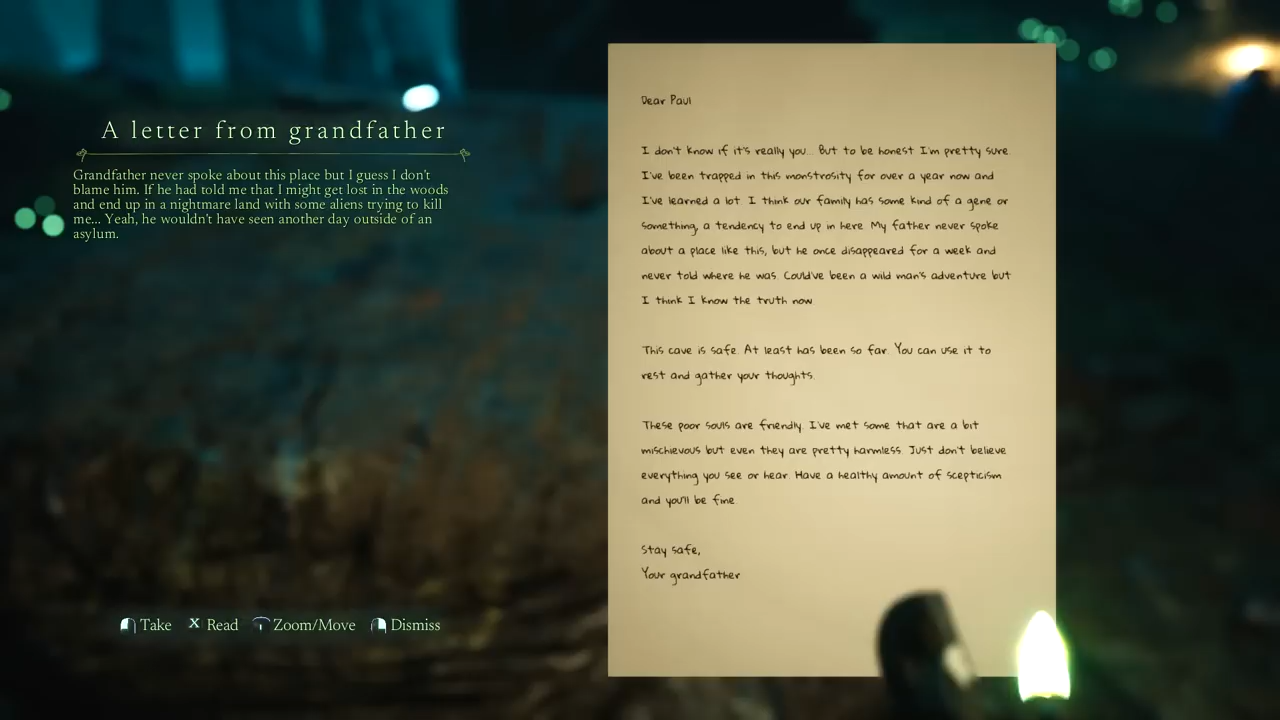 A letter from grandfather
Grandfather never spoke about this place but I guess I don't
blame him. If he had told me that I might get lost in the woods
and end up in a nightmare land with some aliens trying to kill
me... Yeah, he wouldn't have seen another day outside of an
asylum.
Take X Read Zoom/Move Dismiss
Dear Paul
I don't know if it's really you... But to be honest I'm pretty sure.
I've been trapped in this monstrosity for over a year now and
I've learned a lot. I think our family has some kind of a gene or
something, a tendency to end up in here. My father never spoke
about a place like this, but he once disappeared for a week and
never told where he was. Could've been a wild man's adventure but
I think I know the truth now.
This cave is safe. At least has been so far. You can use it to
rest and gather your thoughts.
These poor souls are friendly. I've met some that are a bit
mischievous but even they are pretty harmless. Just don't believe
everything you see or hear. Have a healthy amount of scepticism
and you'll be fine.
Stay safe,
Your grandfather